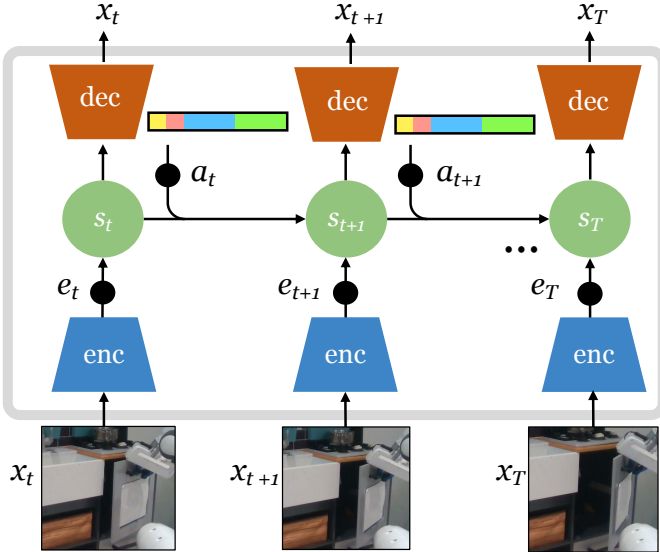 x_t x_{t+1} x_T
dec dec dec
a_t a_{t+1}
s_t s_{t+1} s_T
...
e_t e_{t+1} e_T
enc enc enc
x_t x_{t+1} x_T